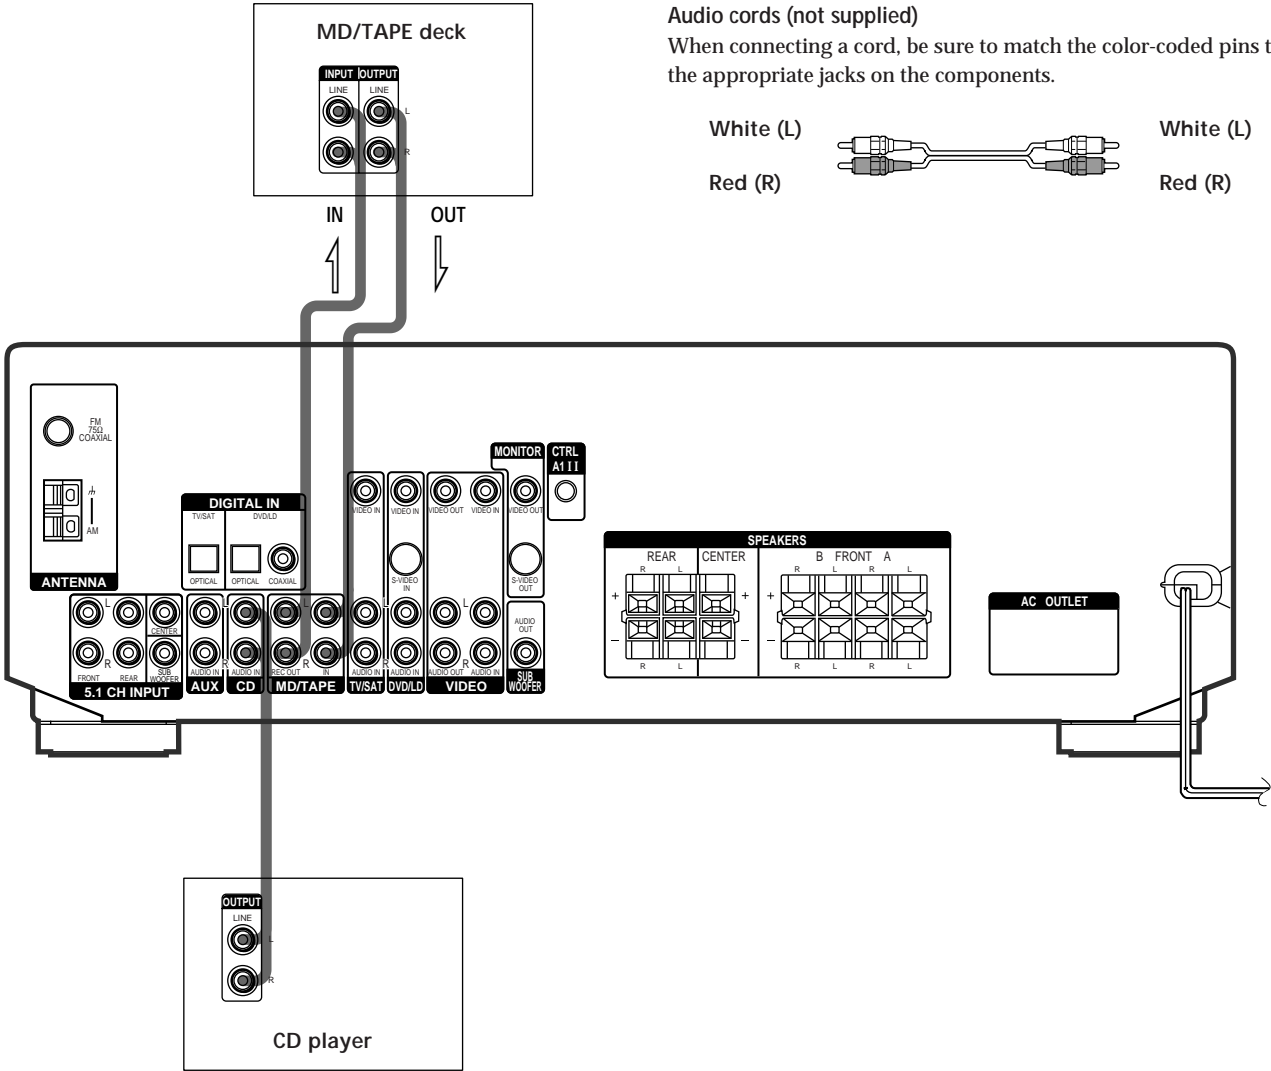 MD/TAPE deck
INPUT OUTPUT
LINE LINE
L
R
IN OUT
Audio cords (not supplied)
When connecting a cord, be sure to match the color-coded pins t
the appropriate jacks on the components.
White (L) White (L)
Red (R) Red (R)
FM
75Ω
COAXIAL
AM
ANTENNA
DIGITAL IN
TV/SAT DVD/LD
OPTICAL OPTICAL COAXIAL
MONITOR CTRL
A1 II
VIDEO IN VIDEO IN VIDEO OUT VIDEO IN VIDEO OUT
S-VIDEO
IN
S-VIDEO
OUT
L L L L L
CENTER
AUDIO
OUT
R R R R R
FRONT REAR SUB
WOOFER
AUDIO IN AUDIO IN REC OUT IN AUDIO IN AUDIO IN AUDIO OUT AUDIO IN
5.1 CH INPUT AUX CD MD/TAPE TV/SAT DVD/LD VIDEO SUB
WOOFER
SPEAKERS
REAR CENTER B FRONT A
R L R L R L
+ + +
– – –
R L R L R L
AC OUTLET
OUTPUT
LINE
L
R
CD player